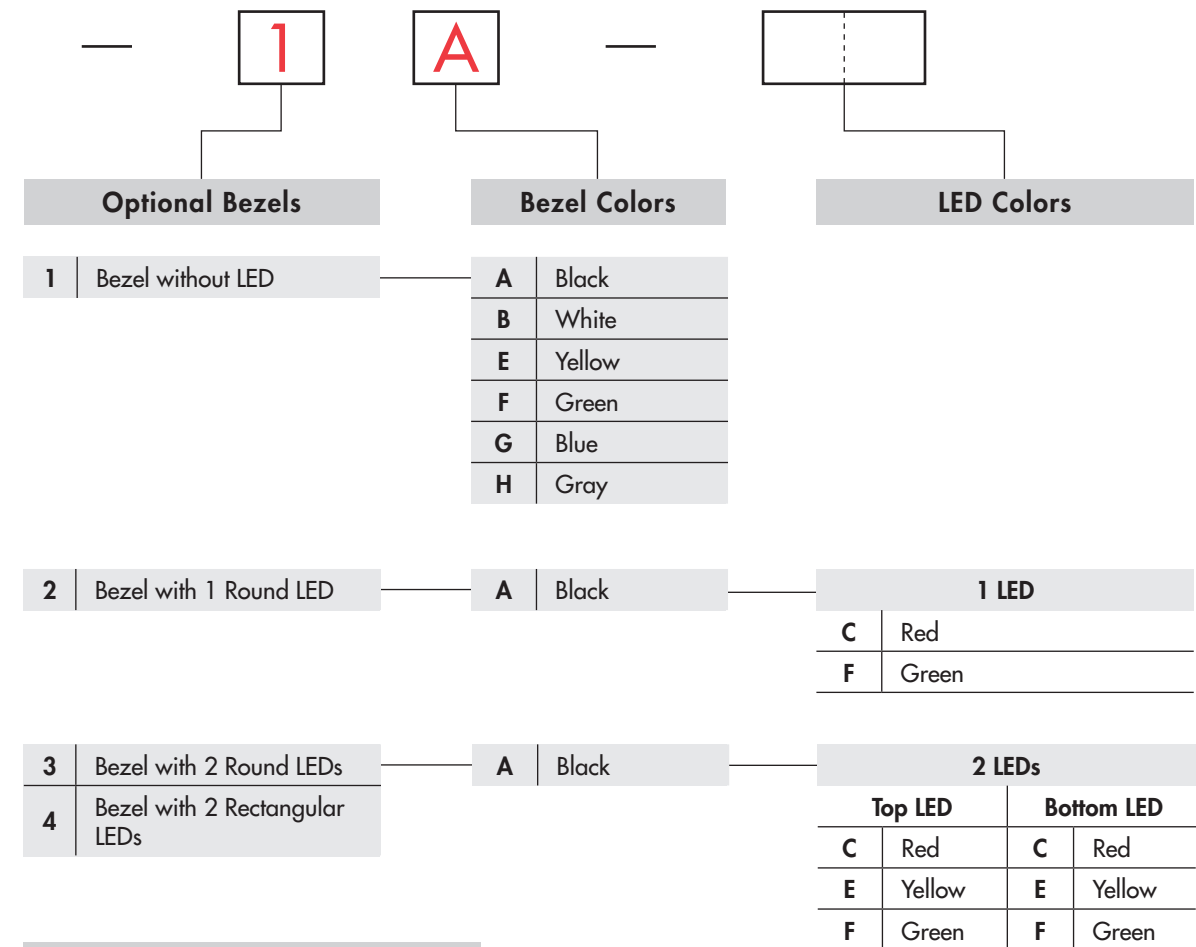 — 1 A —
Optional Bezels Bezel Colors LED Colors
1 Bezel without LED A Black
B White
E Yellow
F Green
G Blue
H Gray
2 Bezel with 1 Round LED A Black 1 LED
C Red
F Green
3 Bezel with 2 Round LEDs A Black 2 LEDs
4 Bezel with 2 Rectangular
LEDs
Top LED Bottom LED
C Red C Red
E Yellow E Yellow
F Green F Green